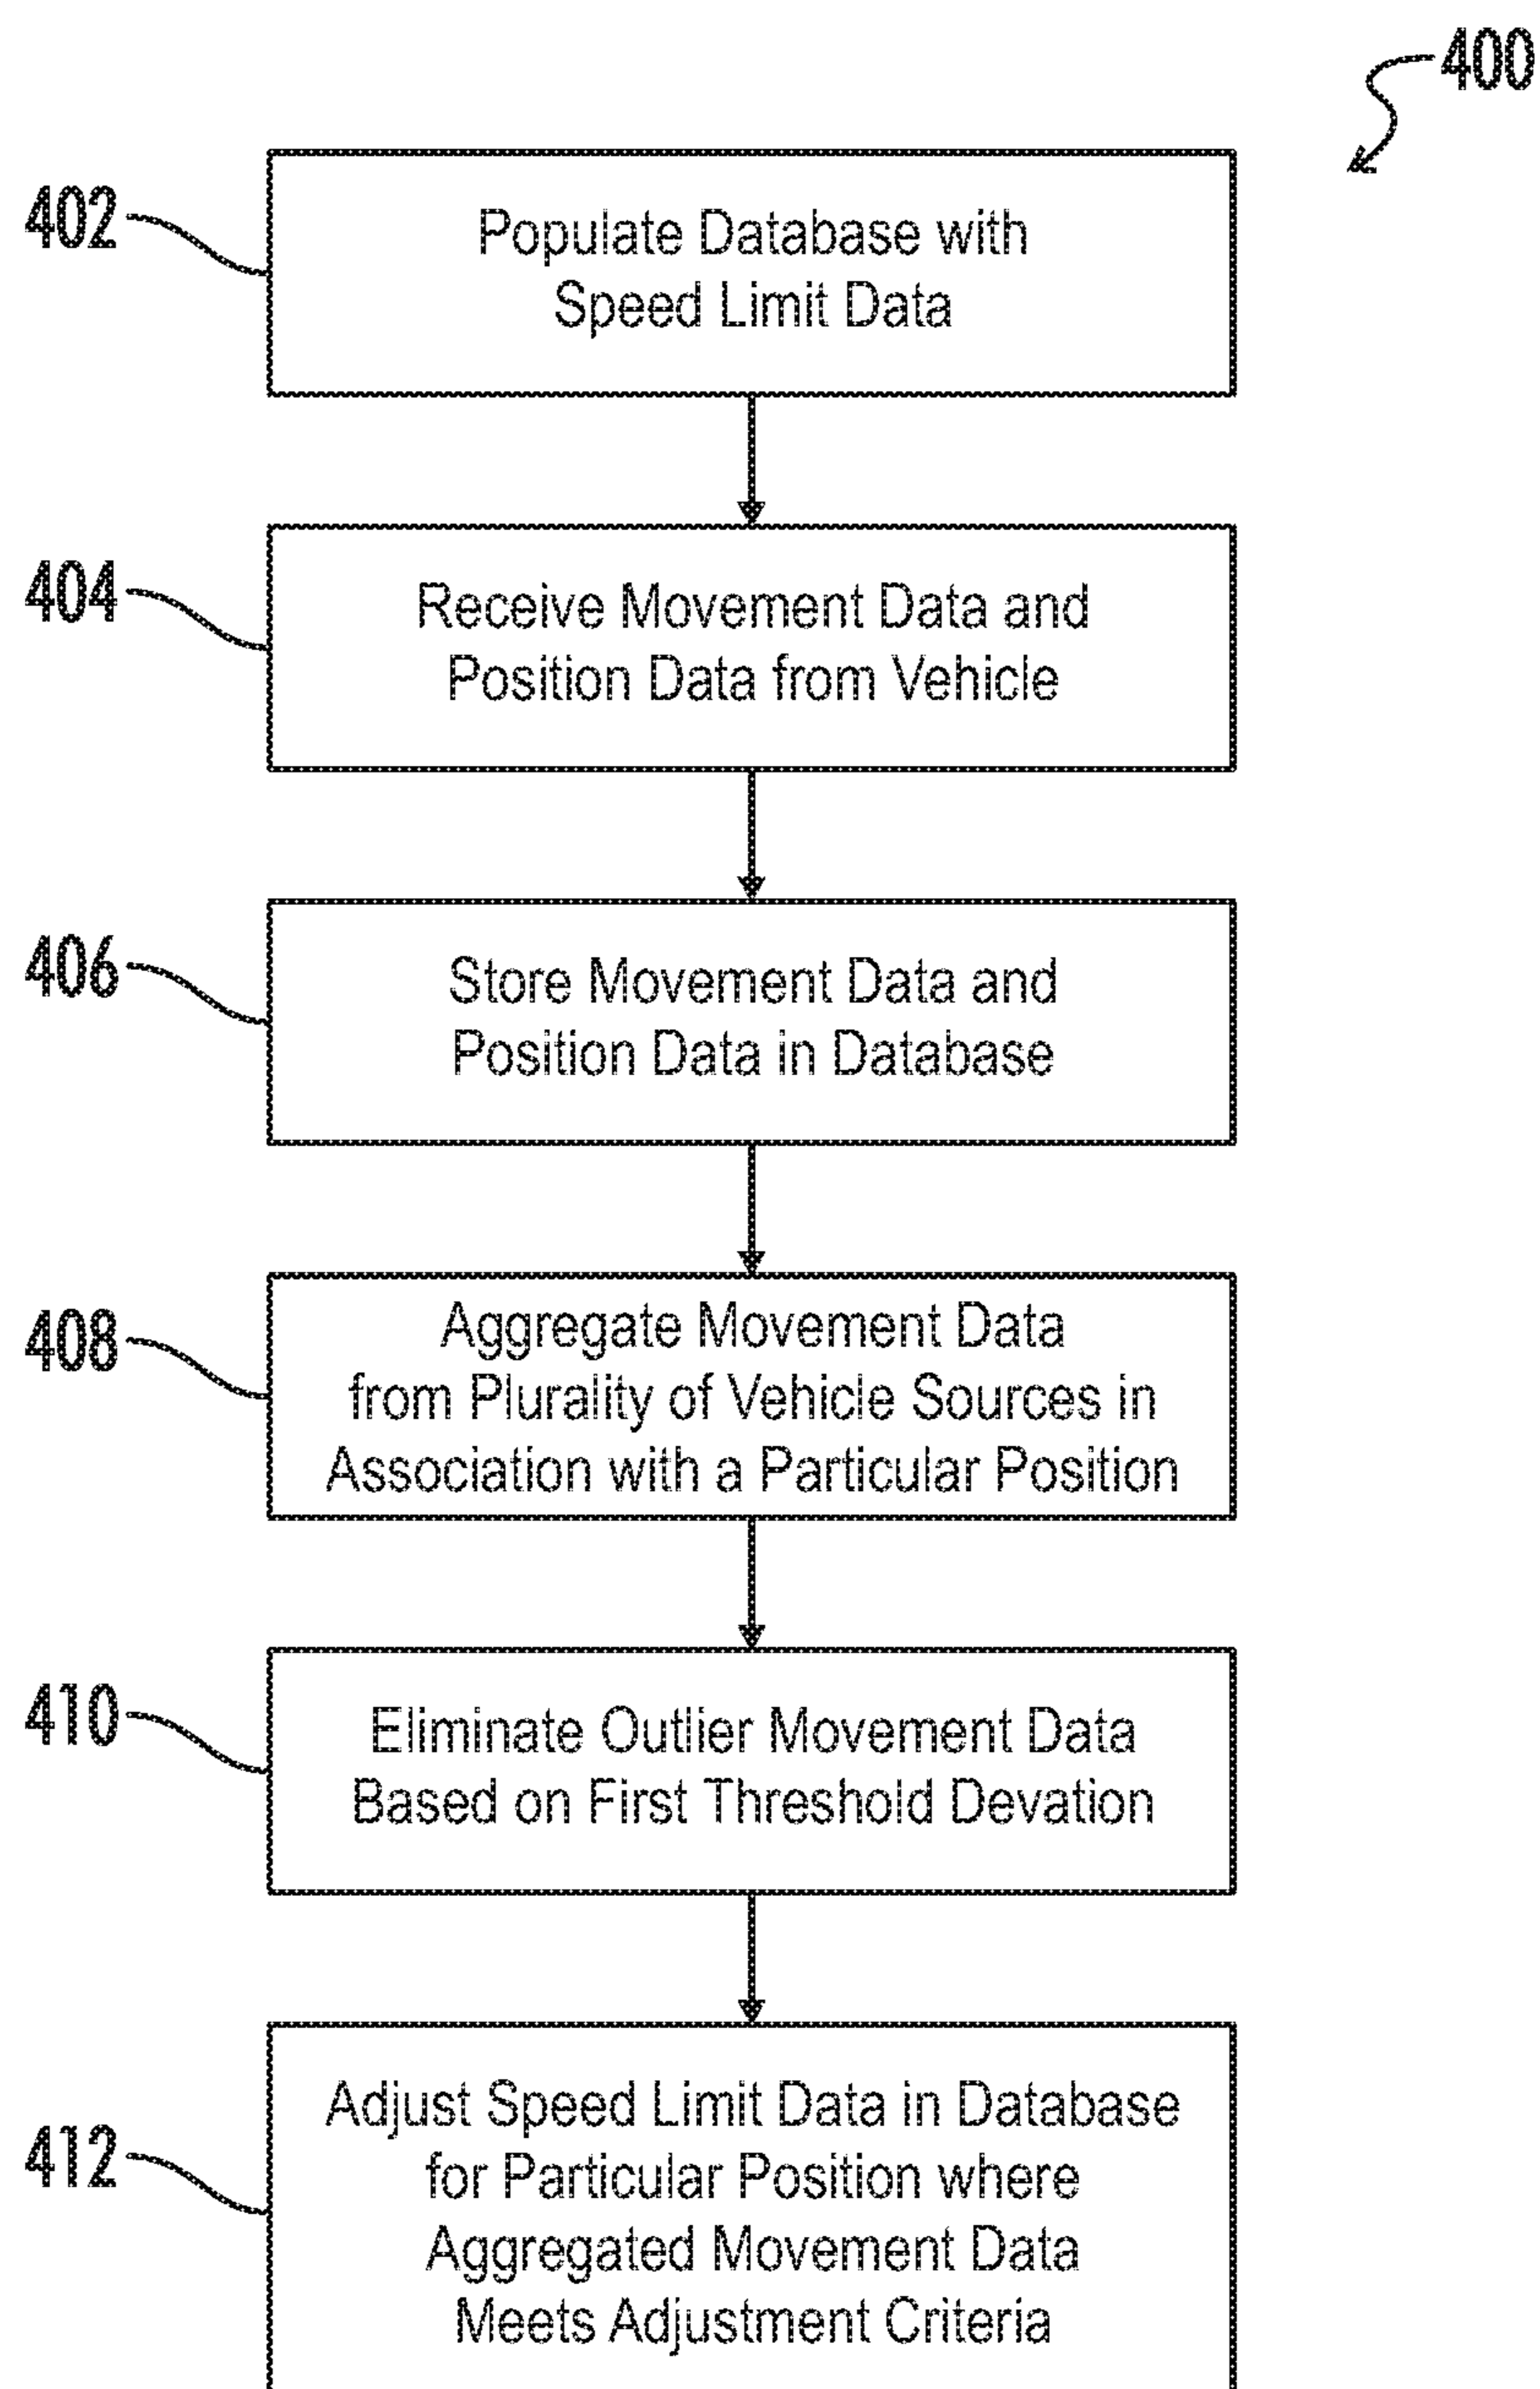 400
402
Populate Database with
Speed Limit Data
404
Receive Movement Data and
Position Data from Vehicle
406
Store Movement Data and
Position Data in Database
408
Aggregate Movement Data
from Plurality of Vehicle Sources in
Association with a Particular Position
410
Eliminate Outlier Movement Data
Based on First Threshold Devation
412
Adjust Speed Limit Data in Database
for Particular Position where
Aggregated Movement Data
Meets Adjustment Criteria